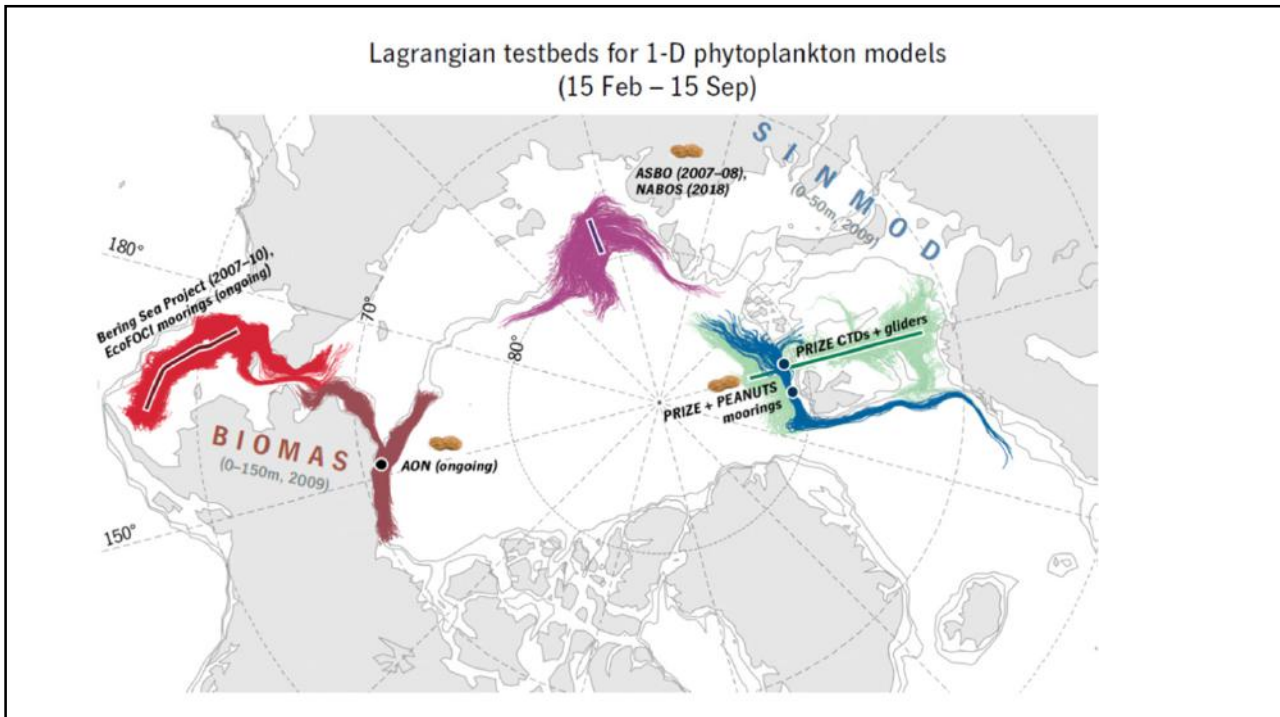 Lagrangian testbeds for 1-D phytoplankton models
(15 Feb – 15 Sep)
SINMOD
(0–50m, 2009)
ASBO (2007–08),
NABOS (2018)
180°
Bering Sea Project (2007–10),
EcoFOCI moorings (ongoing)
70°
80°
PRIZE CTDs + gliders
PRIZE + PEANUTS
moorings
BIOMAS
(0–150m, 2009)
AON (ongoing)
150°